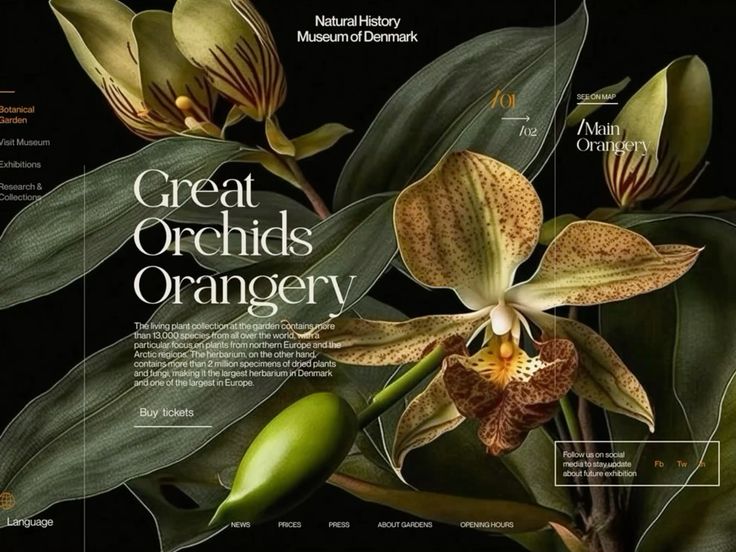 Natural History
Museum of Denmark
Botanical
Garden
Visit Museum
Exhibitions
Research &
Collections
/01
/02
SEE ON MAP
/Main
Orangery
Great
Orchids
Orangery
The living plant collection at the garden contains more
than 13,000 species from all over the world, with a
particular focus on plants from northern Europe and the
Arctic regions. The herbarium, on the other hand,
contains more than 2 million specimens of dried plants
and fungi, making it the largest herbarium in Denmark
and one of the largest in Europe.
Buy tickets
Follow us on social
media to stay update
about future exhibition
Fb
Tw
In
Language
NEWS
PRICES
PRESS
ABOUT GARDENS
OPENING HOURS